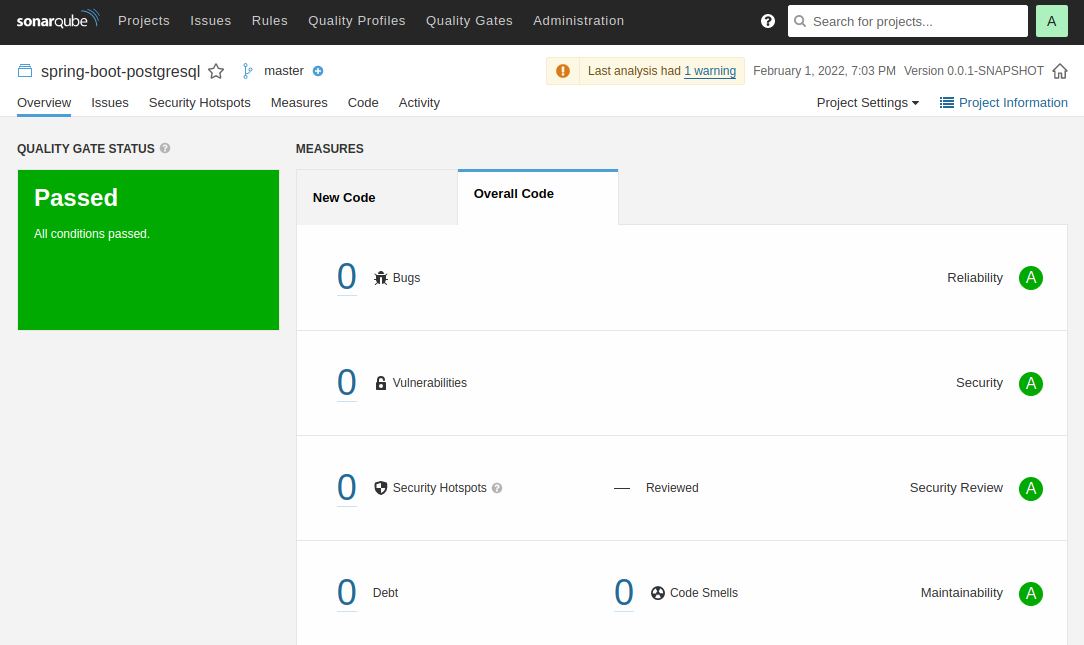 sonarqube Projects Issues Rules Quality Profiles Quality Gates Administration ? Search for projects... A
spring-boot-postgresql master Last analysis had 1 warning February 1, 2022, 7:03 PM Version 0.0.1-SNAPSHOT
Overview Issues Security Hotspots Measures Code Activity Project Settings Project Information
QUALITY GATE STATUS ? MEASURES
Passed
All conditions passed.
New Code Overall Code
0 Bugs Reliability A
0 Vulnerabilities Security A
0 Security Hotspots ? — Reviewed Security Review A
0 Debt 0 Code Smells Maintainability A